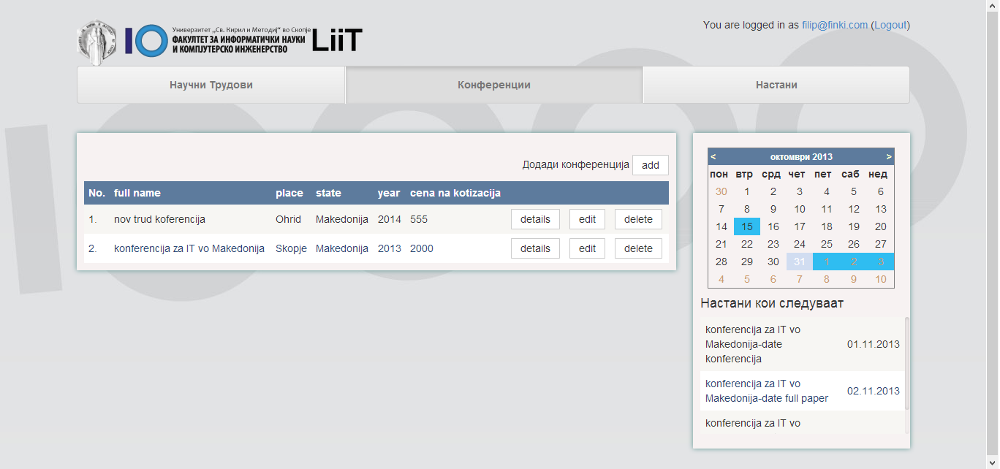 Универзитет „Св. Кирил и Методиј“ во Скопје
ФАКУЛТЕТ ЗА ИНФОРМАТИЧКИ НАУКИ
И КОМПЈУТЕРСКО ИНЖЕНЕРСТВО
LiiT
You are logged in as filip@finki.com (Logout)
Научни Трудови Конференции Настани
Додади конференција add
No. full name place state year cena na kotizacija
1. nov trud koferencija Ohrid Makedonija 2014 555 details edit delete
2. konferencija za IT vo Makedonija Skopje Makedonija 2013 2000 details edit delete
< октомври 2013 >
пон втр срд чет пет саб нед
30 1 2 3 4 5 6
7 8 9 10 11 12 13
14 15 16 17 18 19 20
21 22 23 24 25 26 27
28 29 30 31 1 2 3
4 5 6 7 8 9 10
Настани кои следуваат
konferencija za IT vo
Makedonija-date 01.11.2013
konferencija
konferencija za IT vo
Makedonija-date full paper 02.11.2013
konferencija za IT vo